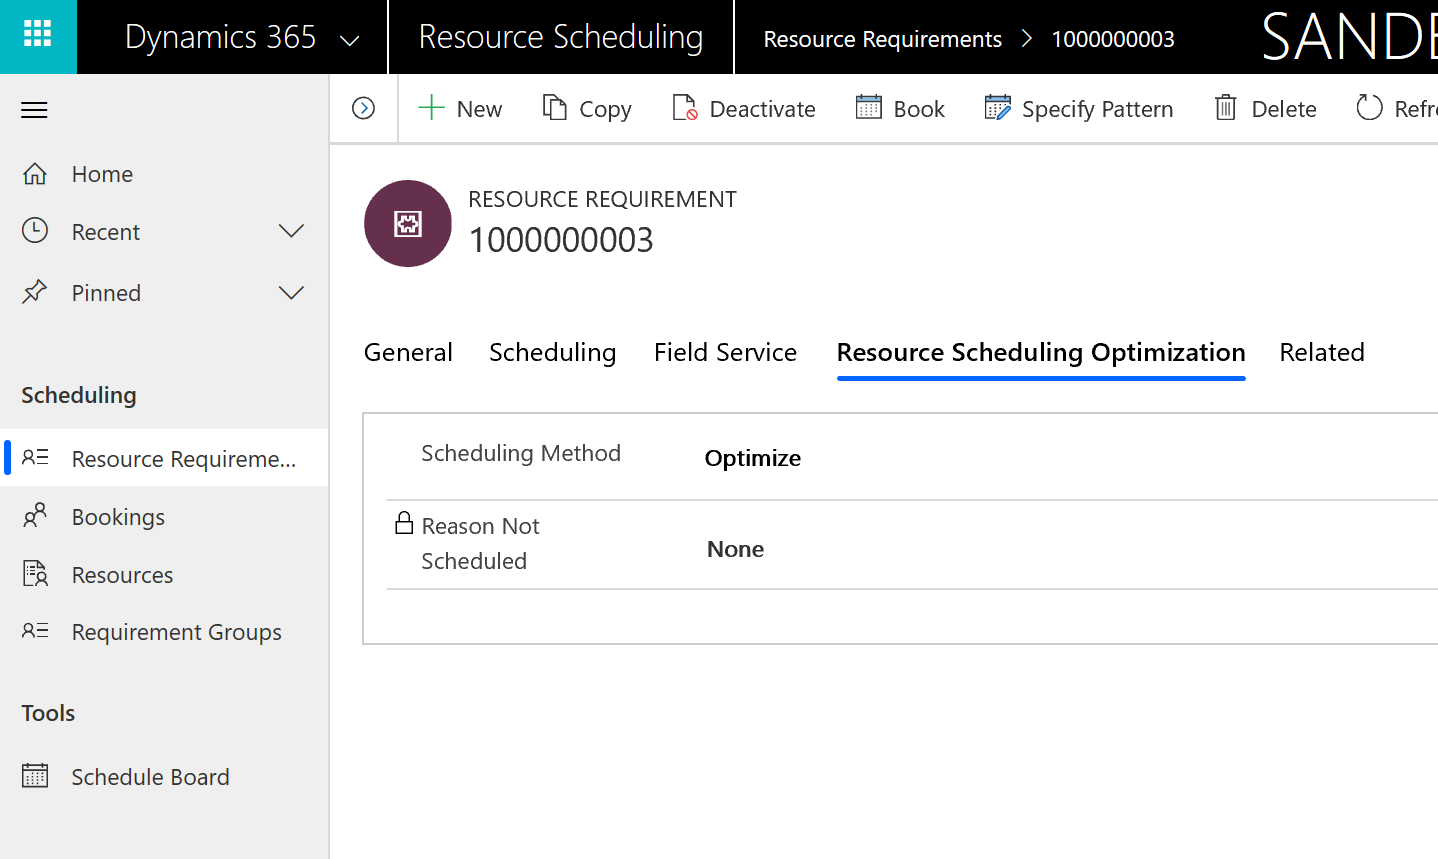 Dynamics 365
Resource Scheduling
Resource Requirements > 1000000003
New
Copy
Deactivate
Book
Specify Pattern
Delete
Home
Recent
Pinned
Scheduling
Resource Requireme...
Bookings
Resources
Requirement Groups
Tools
Schedule Board
RESOURCE REQUIREMENT
1000000003
General
Scheduling
Field Service
Resource Scheduling Optimization
Related
Scheduling Method
Optimize
Reason Not
Scheduled
None